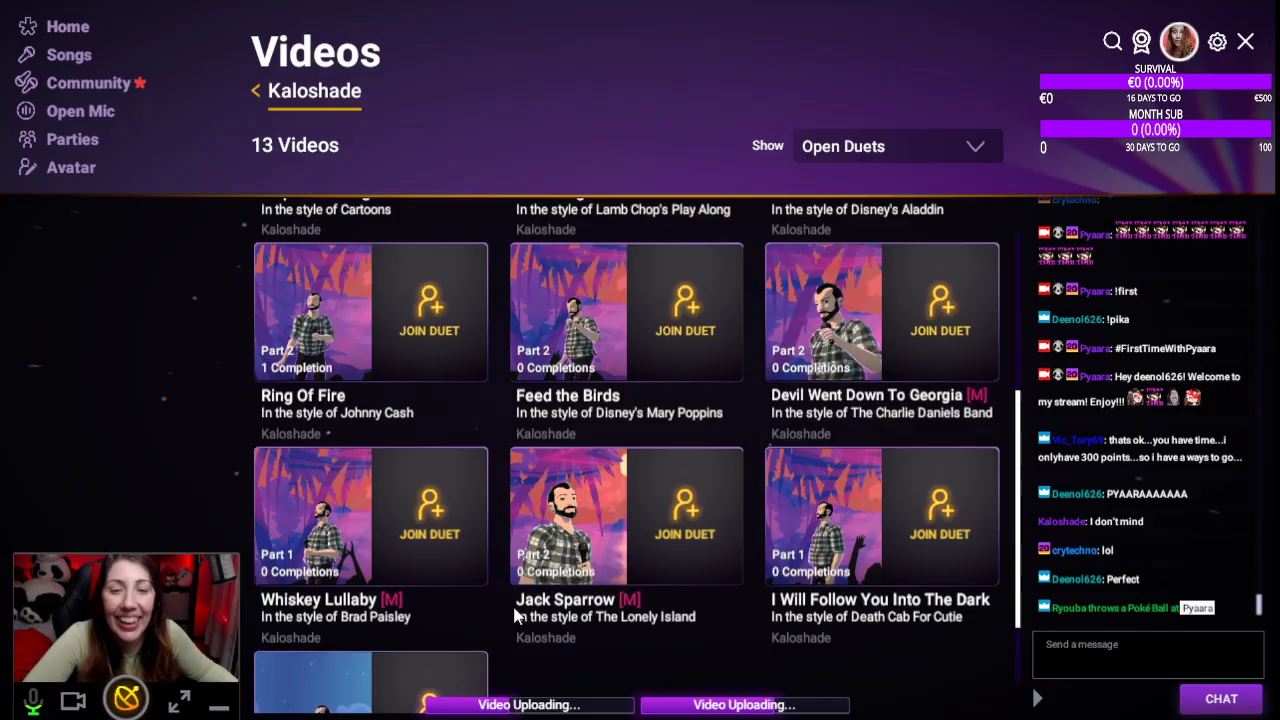 Home
Songs
Community *
Open Mic
Parties
Avatar
Videos
< Kaloshade
13 Videos
Show
Open Duets
SURVIVAL
€0 (0.00%)
€0
16 DAYS TO GO
€500
MONTH SUB
0 (0.00%)
0
30 DAYS TO GO
100
In the style of Cartoons
Kaloshade
In the style of Lamb Chop's Play Along
Kaloshade
In the style of Disney's Aladdin
Kaloshade
Part 2
1 Completion
JOIN DUET
Ring Of Fire
In the style of Johnny Cash
Kaloshade
Part 2
0 Completions
JOIN DUET
Feed the Birds
In the style of Disney's Mary Poppins
Kaloshade
Part 2
0 Completions
JOIN DUET
Devil Went Down To Georgia [M]
In the style of The Charlie Daniels Band
Kaloshade
Part 1
0 Completions
JOIN DUET
Whiskey Lullaby [M]
In the style of Brad Paisley
Kaloshade
Part 2
0 Completions
JOIN DUET
Jack Sparrow [M]
In the style of The Lonely Island
Kaloshade
Part 1
0 Completions
JOIN DUET
I Will Follow You Into The Dark
In the style of Death Cab For Cutie
Kaloshade
Video Uploading...
Video Uploading...
crytechno:
20 Pyaara:
20 Pyaara: !first
Deenol626: !pika
20 Pyaara: #FirstTimeWithPyaara
20 Pyaara: Hey deenol626! Welcome to
my stream! Enjoy!!!
Vic_Tory69: thats ok...you have time...i
onlyhave 300 points...so i have a ways to go...
Deenol626: PYAARAAAAAAA
Kaloshade: I don't mind
20 crytechno: lol
Deenol626: Perfect
Ryouba throws a Poké Ball at Pyaara
Send a message
CHAT